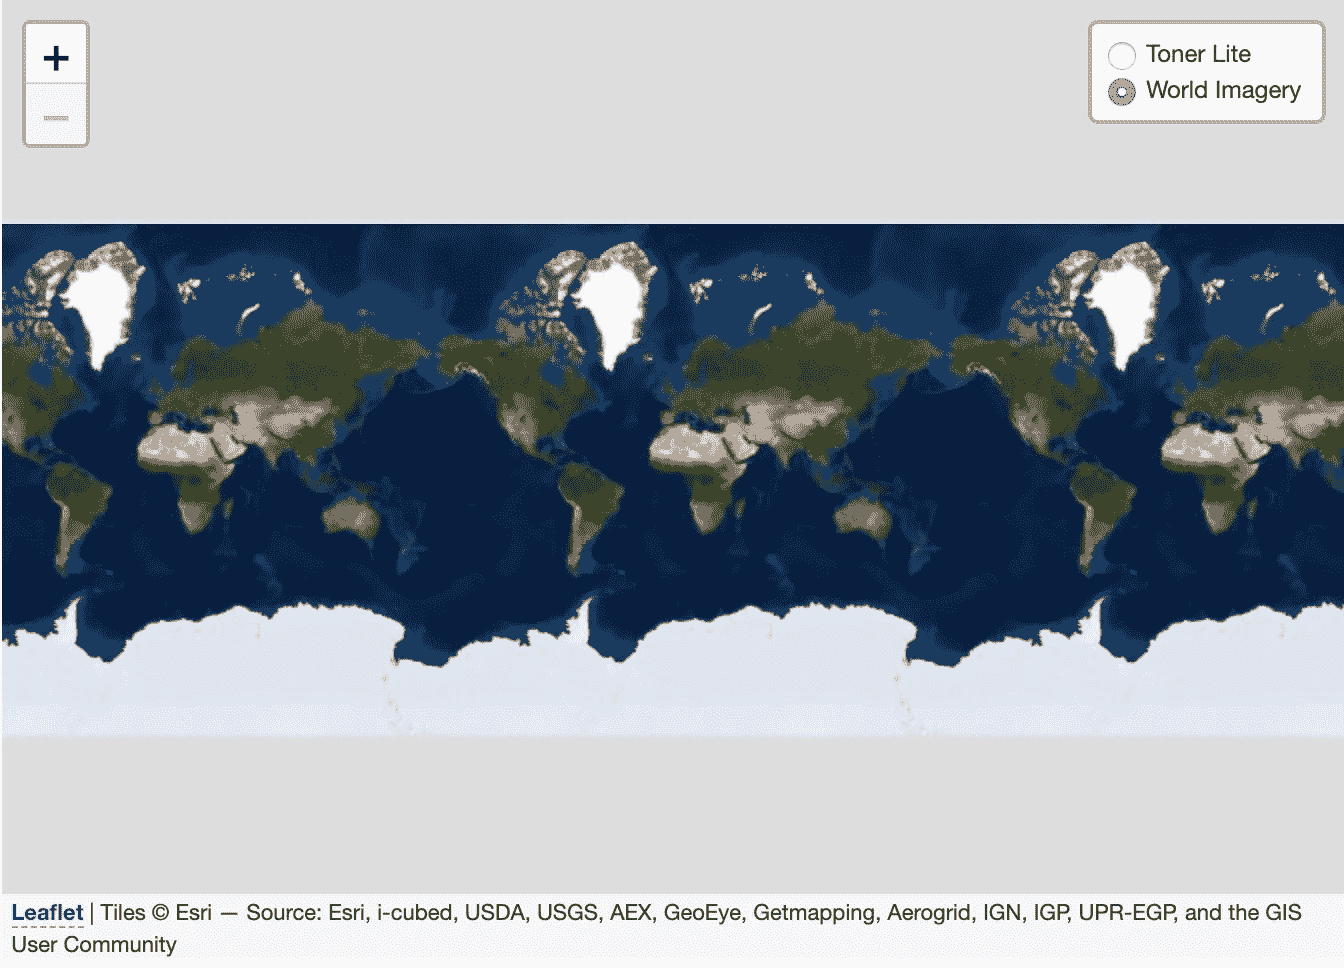 +
−
Toner Lite
World Imagery
Leaflet | Tiles © Esri — Source: Esri, i-cubed, USDA, USGS, AEX, GeoEye, Getmapping, Aerogrid, IGN, IGP, UPR-EGP, and the GIS
User Community